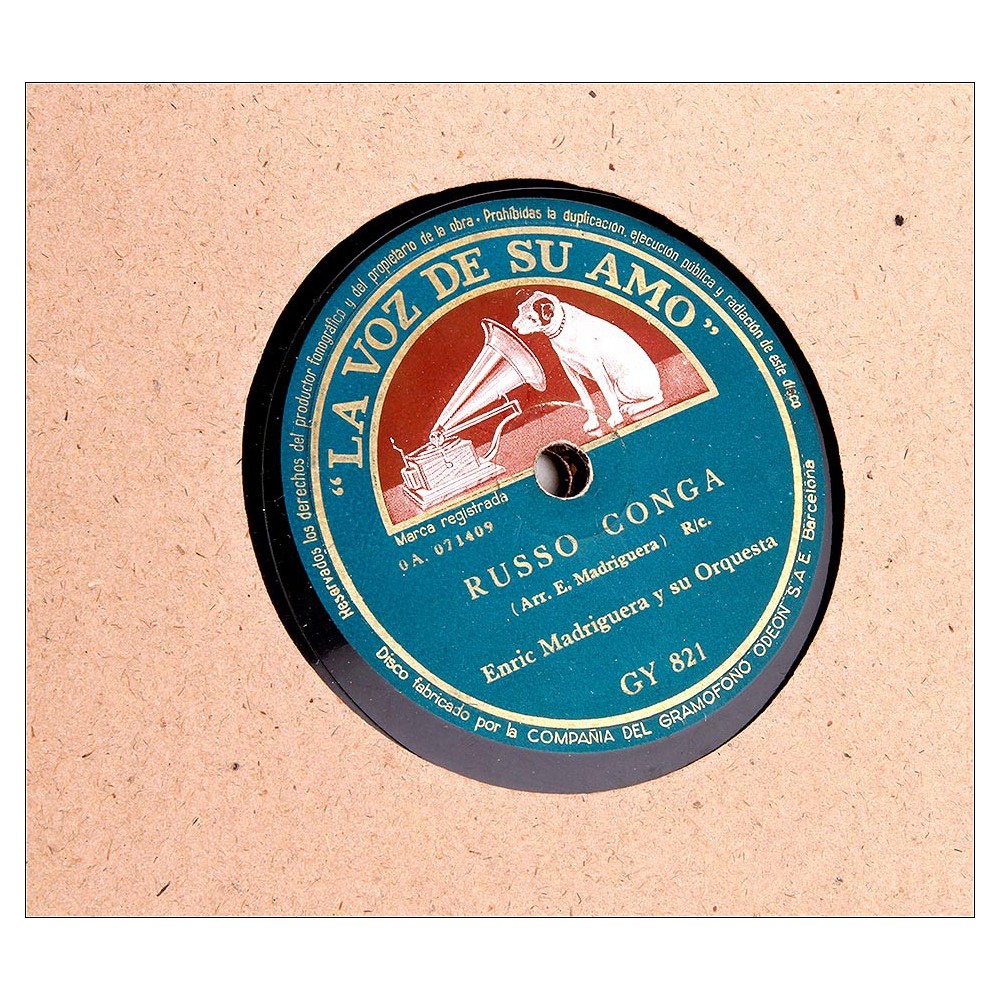 Reservados los derechos del productor fonográfico y del propietario de la obra · Prohibidas la duplicación, ejecución pública y radiación de este disco
"LA VOZ DE SU AMO"
Marca registrada
0A. 071409
RUSSO CONGA
(Arr. E. Madriguera) R/c.
Enric Madriguera y su Orquesta
GY 821
Disco fabricado por la COMPAÑIA DEL GRAMOFONO ODEON S.A.E. Barcelona